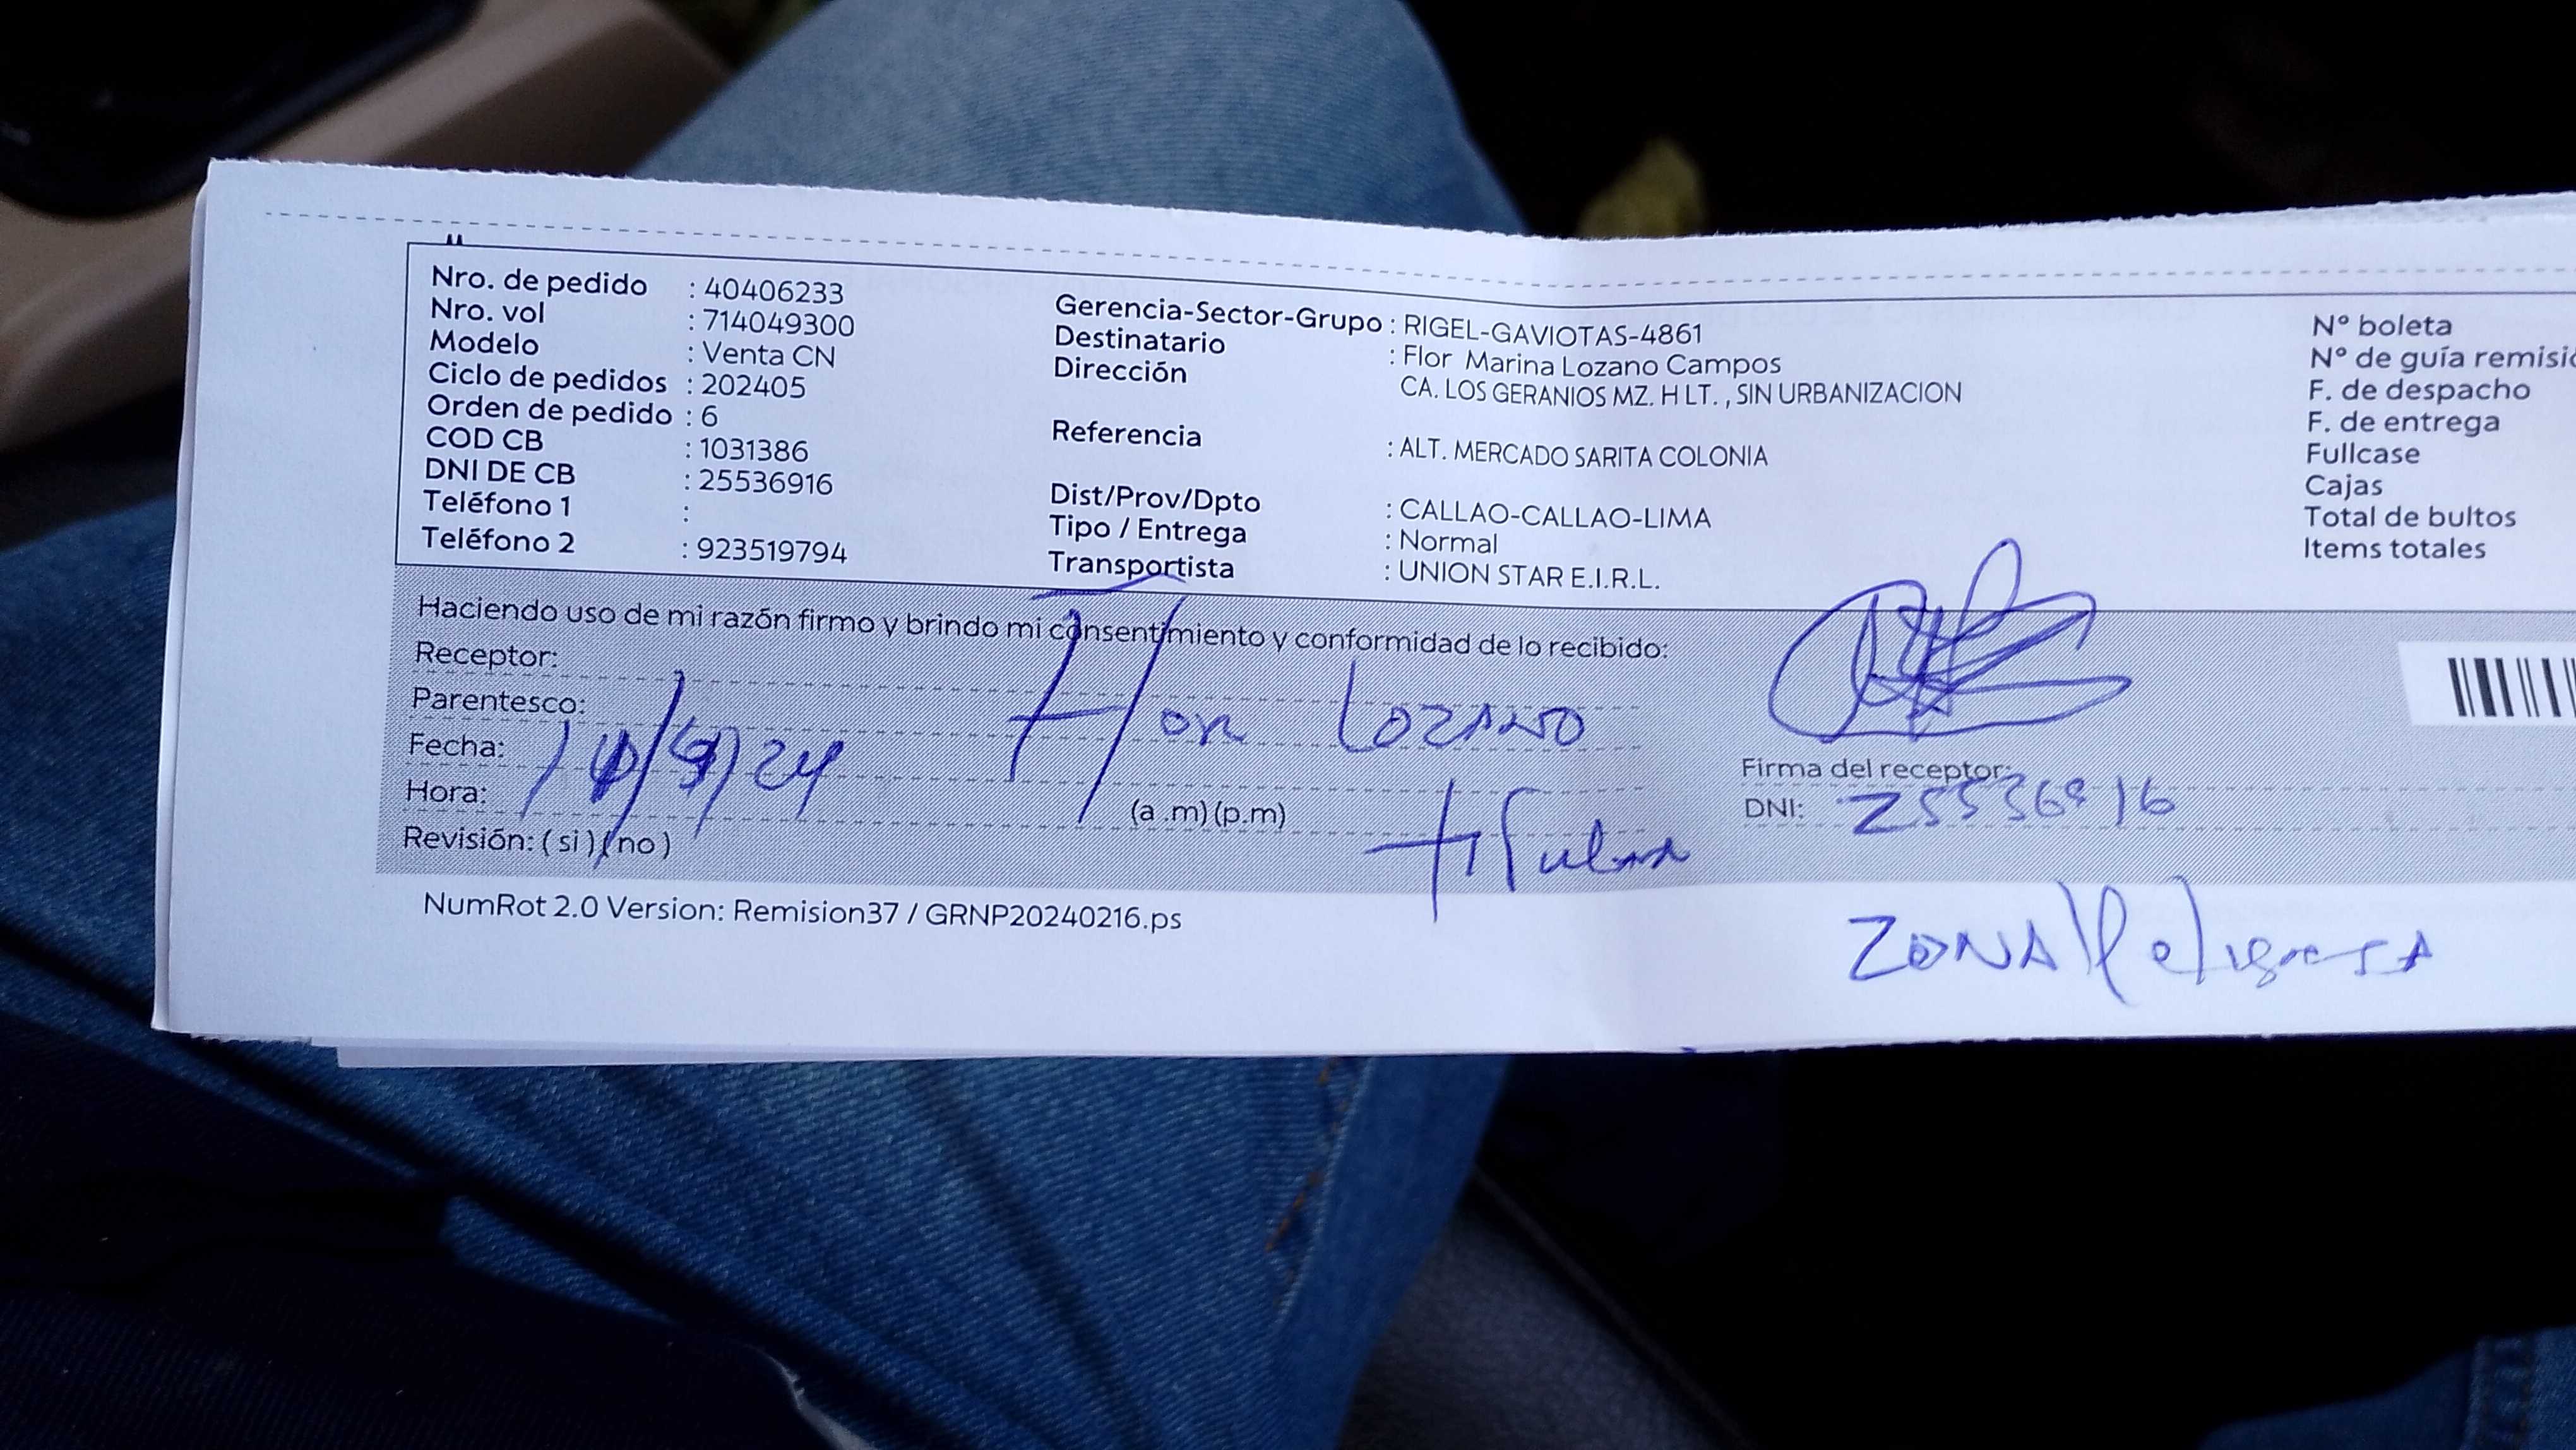 Nro. de pedido : 40406233
Nro. vol : 714049300
Modelo : Venta CN
Ciclo de pedidos : 202405
Orden de pedido : 6
COD CB : 1031386
DNI DE CB : 25536916
Teléfono 1 :
Teléfono 2 : 923519794
Gerencia-Sector-Grupo : RIGEL-GAVIOTAS-4861
Destinatario : Flor Marina Lozano Campos
Dirección CA. LOS GERANIOS MZ. H LT. , SIN URBANIZACION
Referencia : ALT. MERCADO SARITA COLONIA
Dist/Prov/Dpto : CALLAO-CALLAO-LIMA
Tipo / Entrega : Normal
Transportista : UNION STAR E.I.R.L.
N° boleta
N° de guía
F. de despacho
F. de entrega
Fullcase
Cajas
Total de bultos
Items totales
Haciendo uso de mi razón firmo y brindo mi consentimiento y conformidad de lo recibido:
Receptor:
Parentesco: Flor Lozano
Fecha:
Hora: (a .m) (p.m) titular
Revisión: ( si ) ( no )
Firma del receptor:
DNI: 25536916
NumRot 2.0 Version: Remision37 / GRNP20240216.ps
ZONA Peligrosa